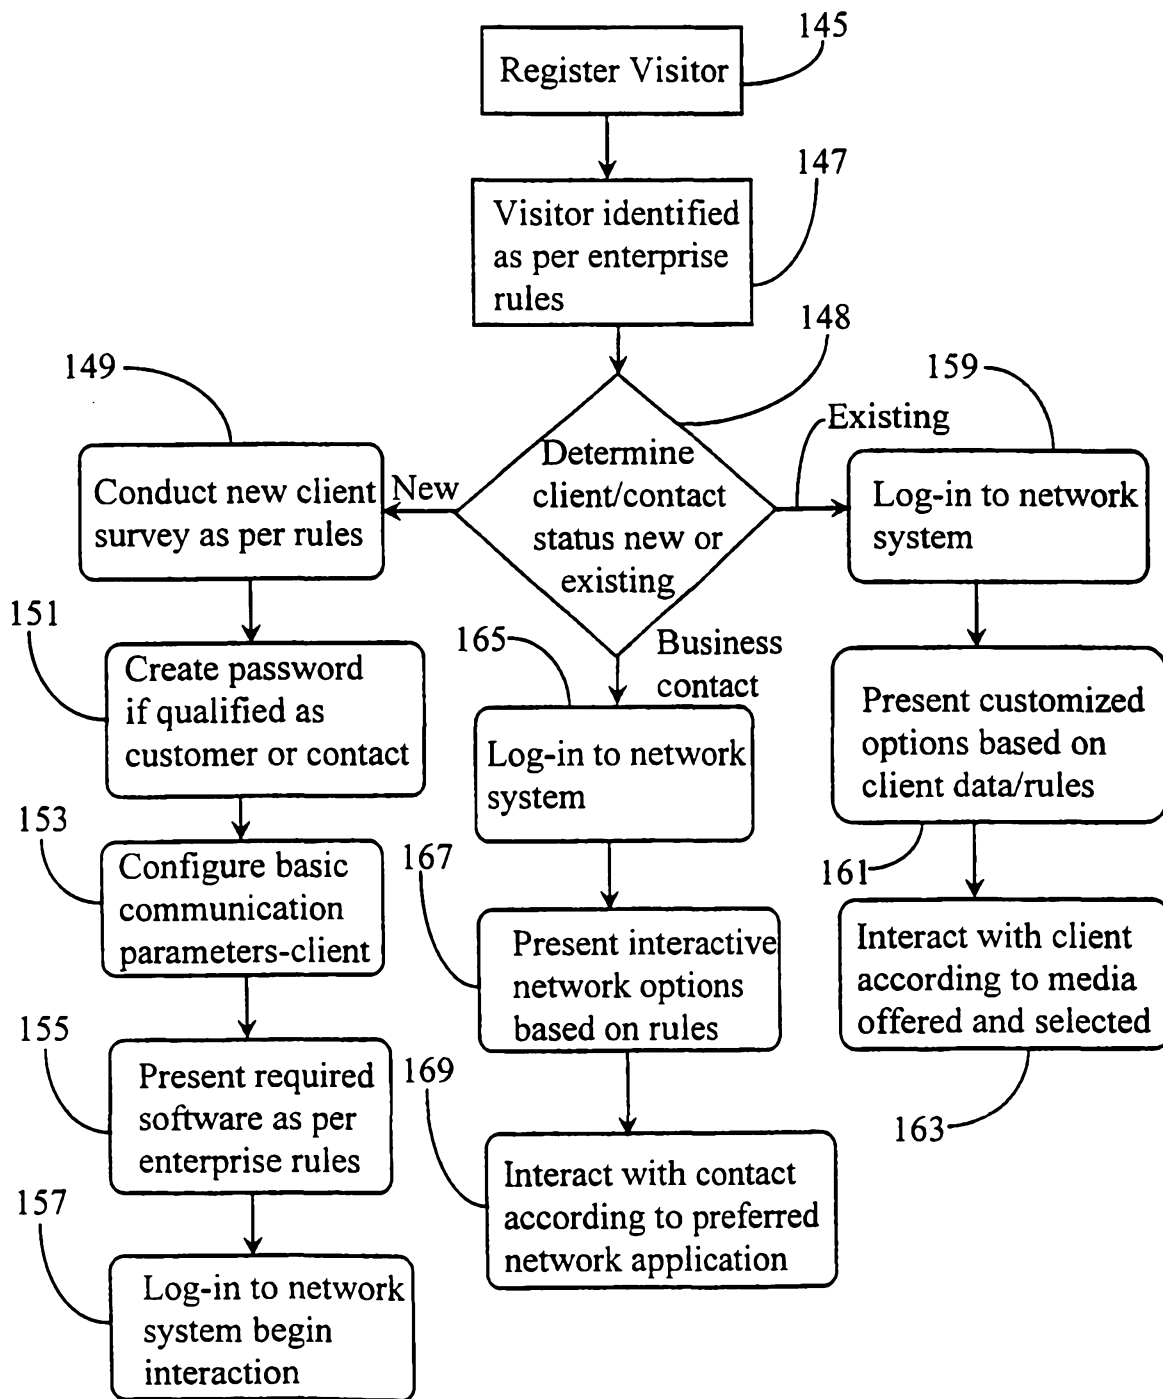 145
Register Visitor
147
Visitor identified
as per enterprise
rules
148
149
159
Existing
New
Determine
client/contact
status new or
existing
Conduct new client
survey as per rules
Log-in to network
system
151
Create password
if qualified as
customer or contact
165
Business
contact
Log-in to network
system
Present customized
options based on
client data/rules
153
Configure basic
communication
parameters-client
167
Present interactive
network options
based on rules
161
Interact with client
according to media
offered and selected
155
Present required
software as per
enterprise rules
169
Interact with contact
according to preferred
network application
163
157
Log-in to network
system begin
interaction